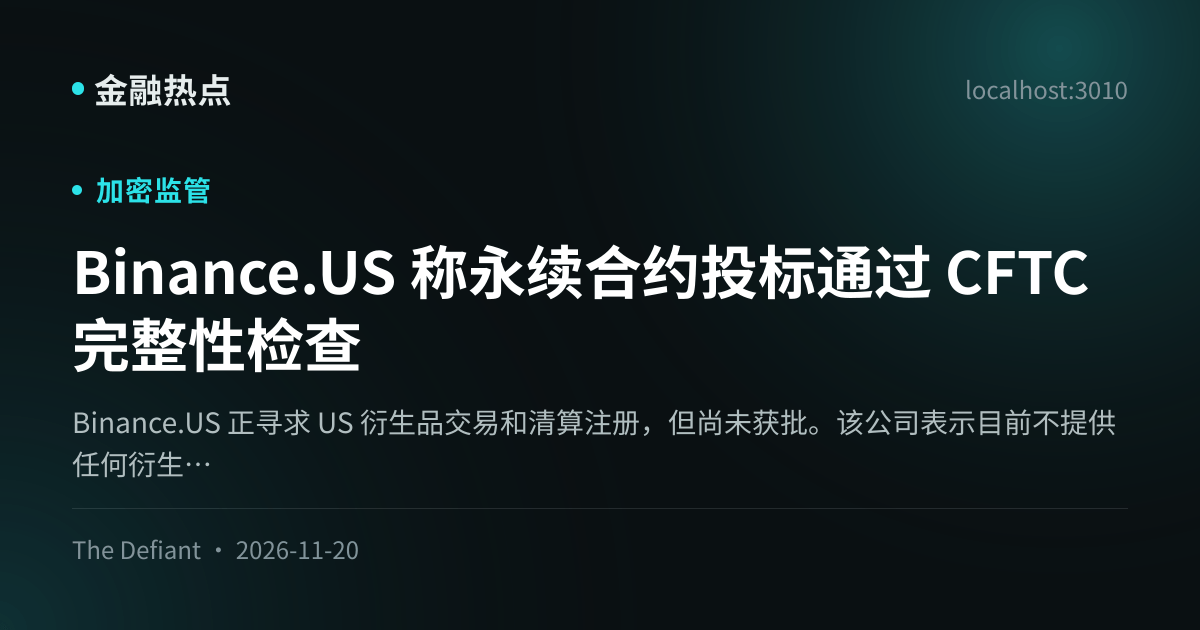 金融热点
localhost:3010
加密监管
Binance.US 称永续合约投标通过 CFTC
完整性检查
Binance.US 正寻求 US 衍生品交易和清算注册，但尚未获批。该公司表示目前不提供
任何衍生…
The Defiant · 2026-11-20